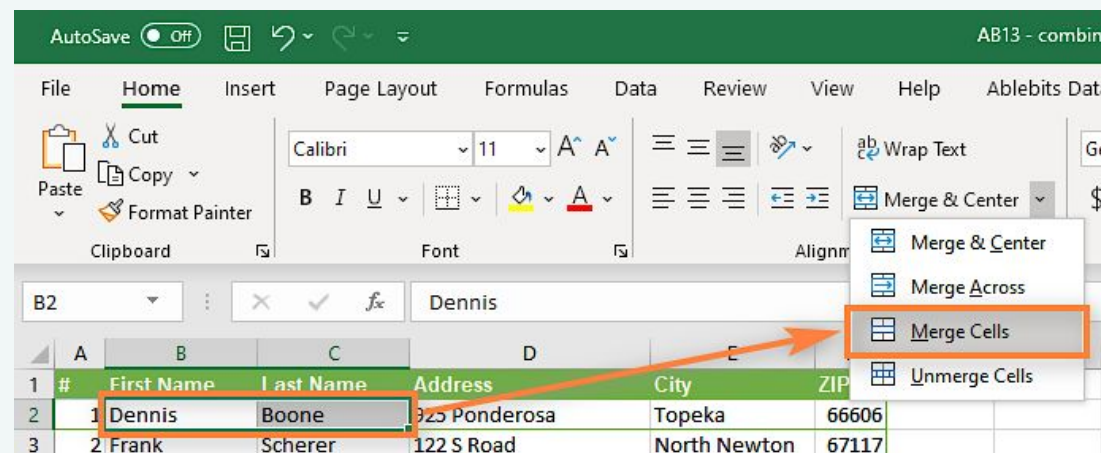 AutoSave Off AB13 - combin
File Home Insert Page Layout Formulas Data Review View Help Ablebits Dat
Paste
Cut
Copy
Format Painter
Clipboard
Calibri 11 A A
B I U A
Font
ab Wrap Text
Merge & Center
$
Merge & Center
Merge Across
Merge Cells
Unmerge Cells
B2 fx Dennis
A B C D
1 # First Name Last Name Address City ZIP
2 1 Dennis Boone 925 Ponderosa Topeka 66606
3 2 Frank Scherer 122 S Road North Newton 67117